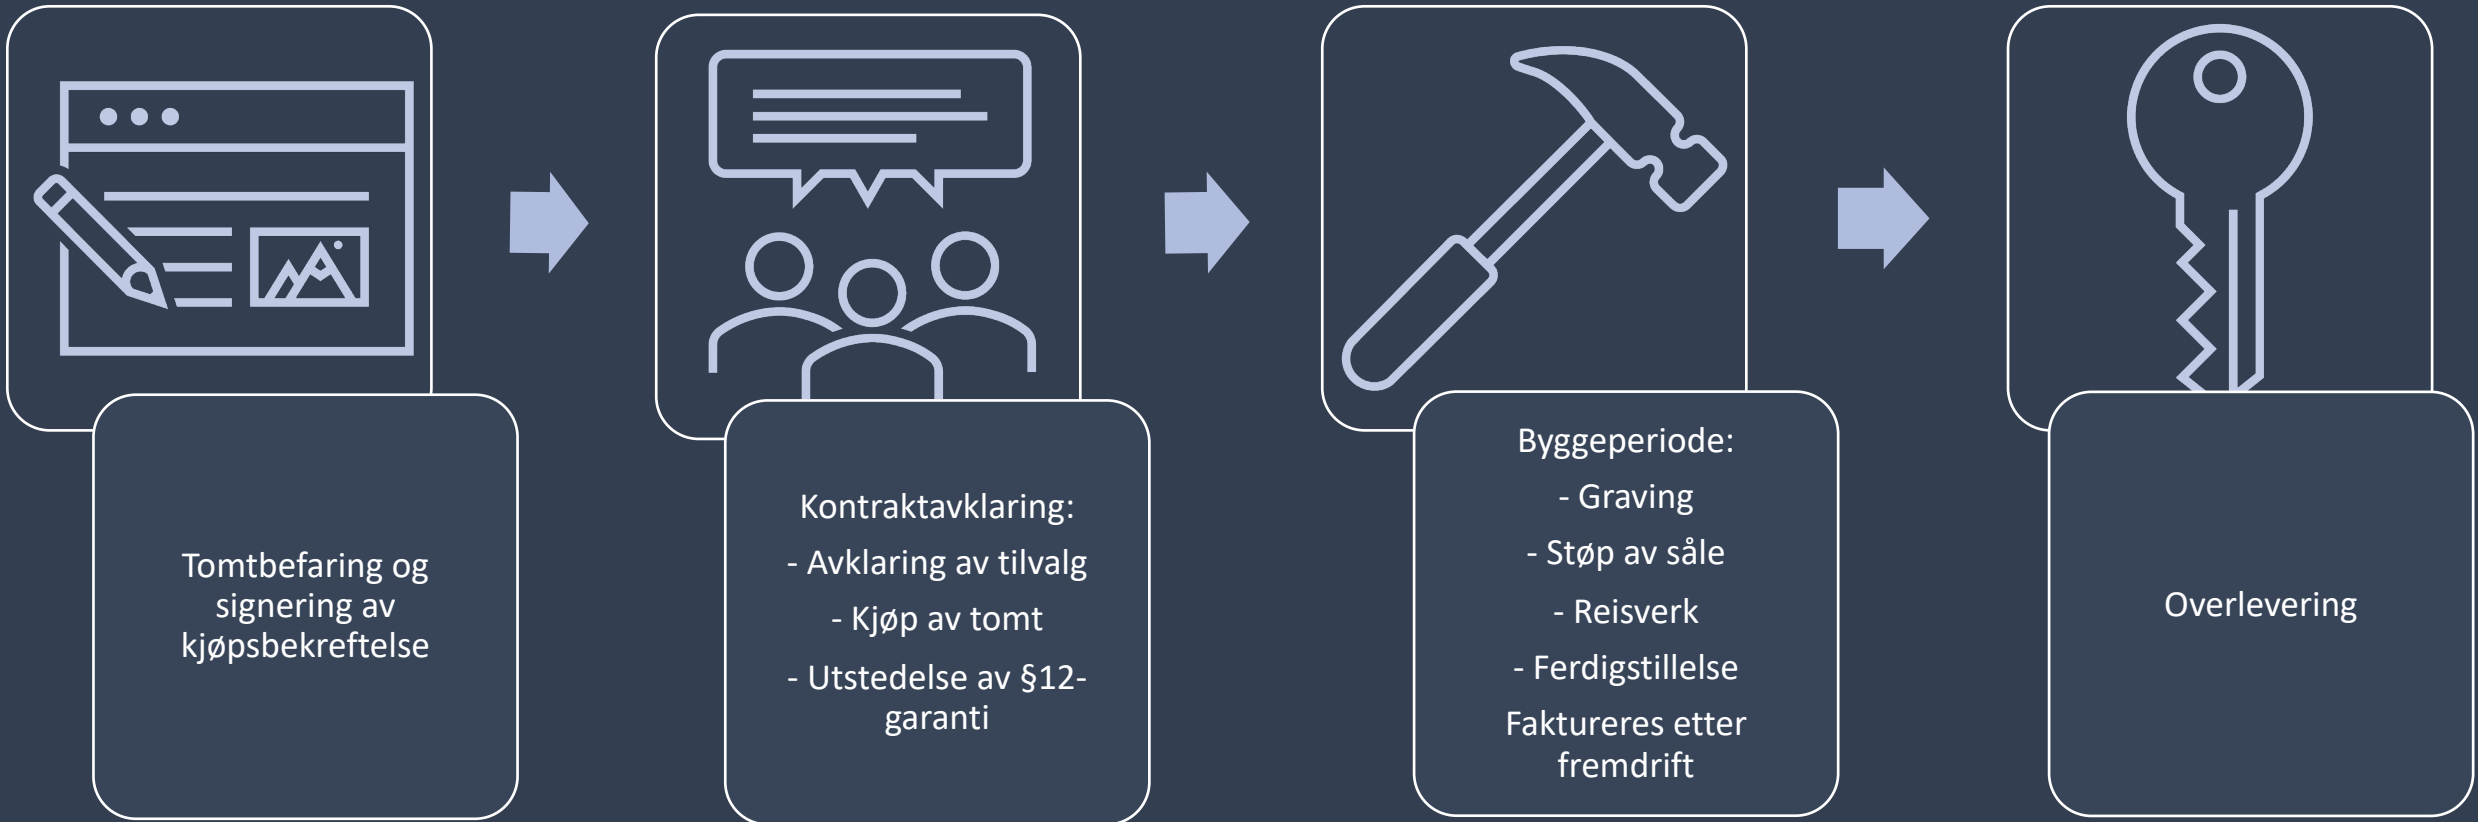 Tomtbefaring og
signering av
kjøpsbekreftelse
Kontraktavklaring:
- Avklaring av tilvalg
- Kjøp av tomt
- Utstedelse av §12-
garanti
Byggeperiode:
- Graving
- Støp av såle
- Reisverk
- Ferdigstillelse
Faktureres etter
fremdrift
Overlevering